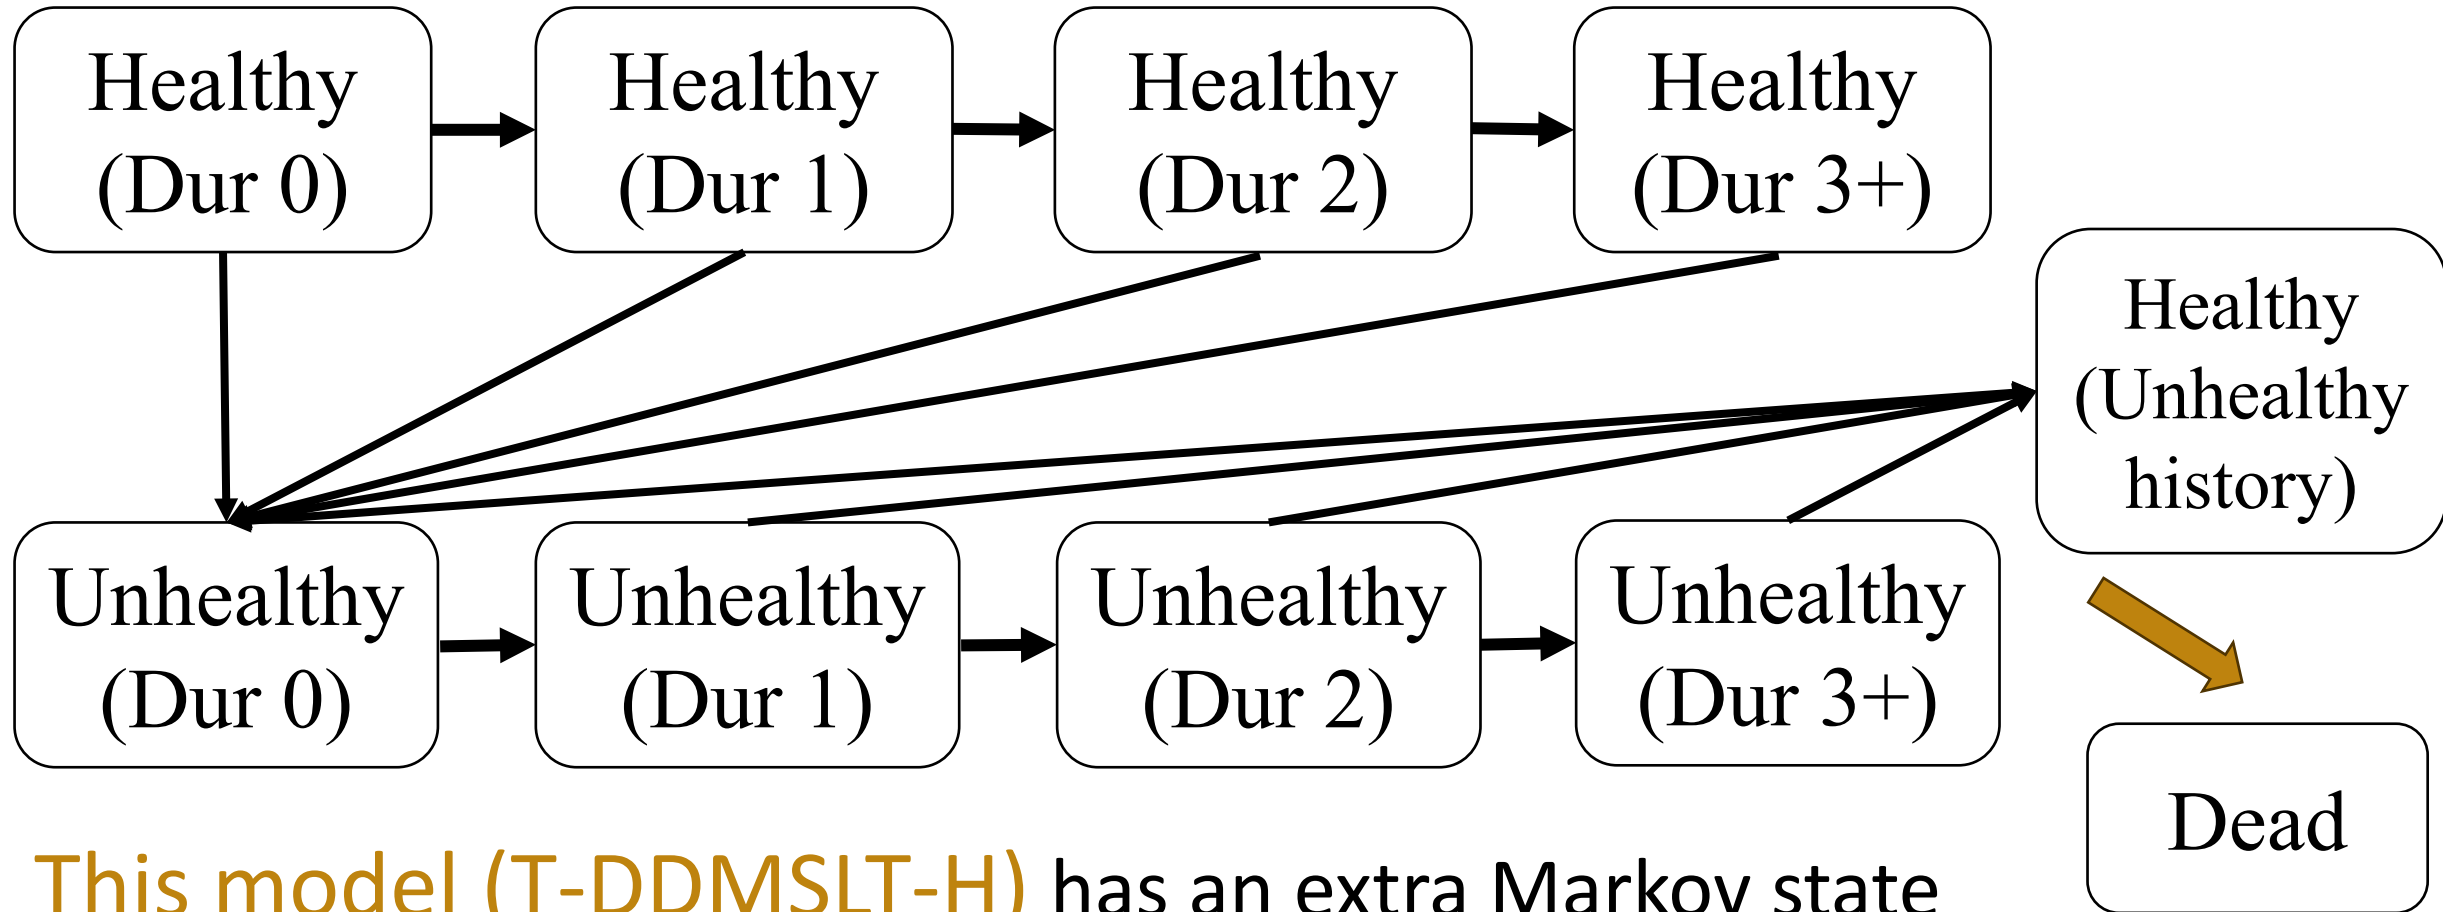 Healthy
(Dur 0)
Healthy
(Dur 1)
Healthy
(Dur 2)
Healthy
(Dur 3+)
Healthy
(Unhealthy
history)
Unhealthy
(Dur 0)
Unhealthy
(Dur 1)
Unhealthy
(Dur 2)
Unhealthy
(Dur 3+)
Dead
This model (T-DDMSLT-H) has an extra Markov state